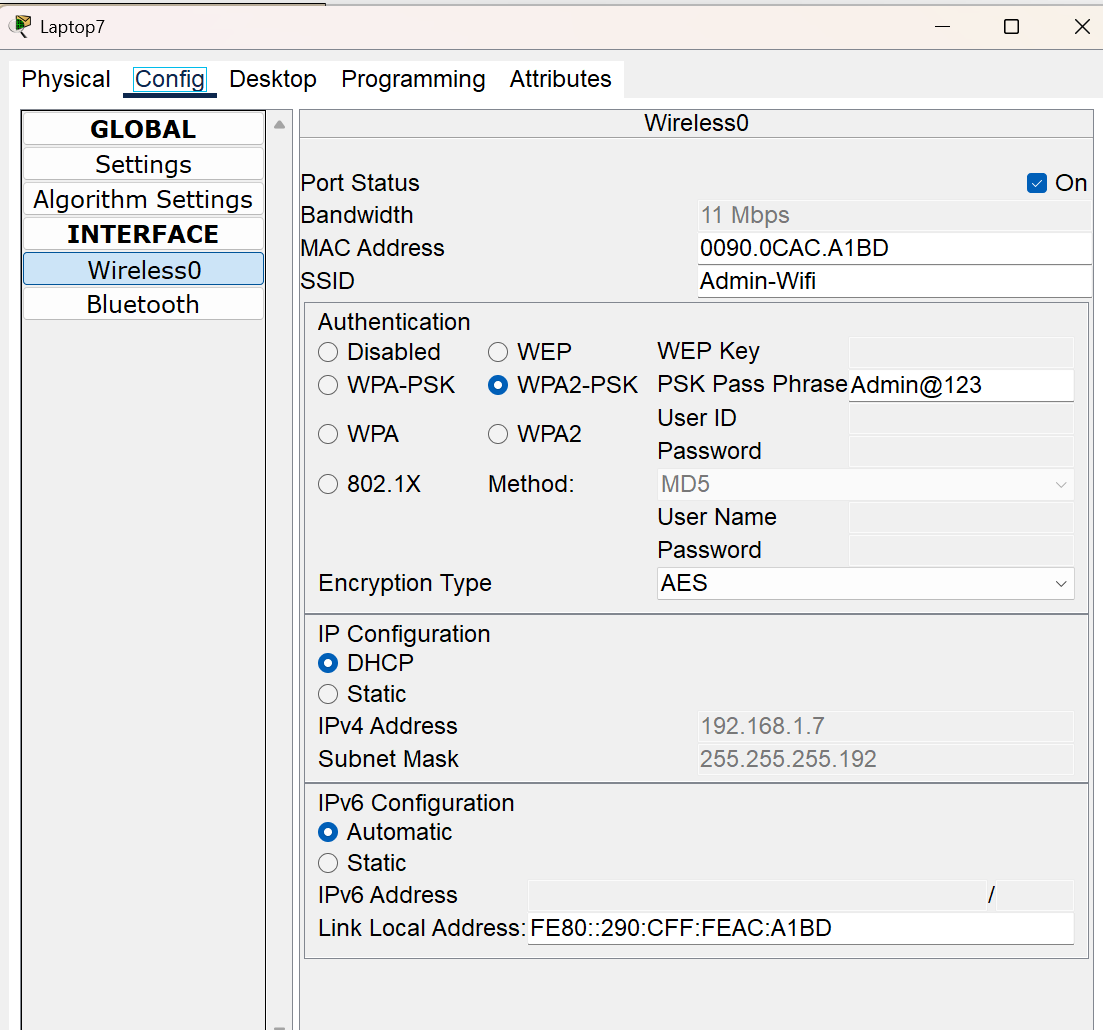 Laptop7
Physical Config Desktop Programming Attributes
GLOBAL
Settings
Algorithm Settings
INTERFACE
Wireless0
Bluetooth
Wireless0
Port Status On
Bandwidth 11 Mbps
MAC Address 0090.0CAC.A1BD
SSID Admin-Wifi
Authentication
Disabled WEP WEP Key
WPA-PSK WPA2-PSK PSK Pass Phrase Admin@123
User ID
WPA WPA2
Password
802.1X Method: MD5
User Name
Password
Encryption Type AES
IP Configuration
DHCP
Static
IPv4 Address 192.168.1.7
Subnet Mask 255.255.255.192
IPv6 Configuration
Automatic
Static
IPv6 Address /
Link Local Address: FE80::290:CFF:FEAC:A1BD